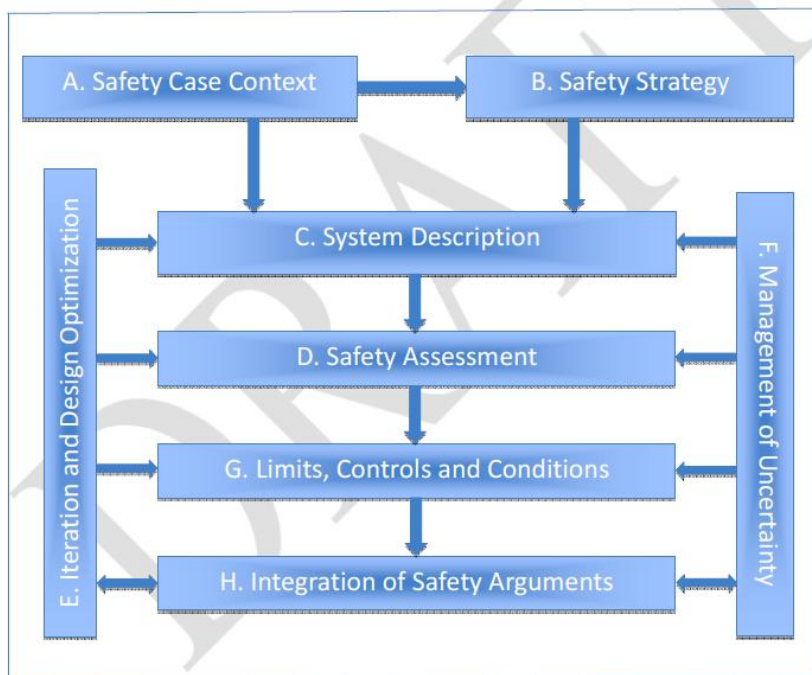 A. Safety Case Context
B. Safety Strategy
C. System Description
D. Safety Assessment
G. Limits, Controls and Conditions
H. Integration of Safety Arguments
E. Iteration and Design Optimization
F. Management of Uncertainty
DRAFT